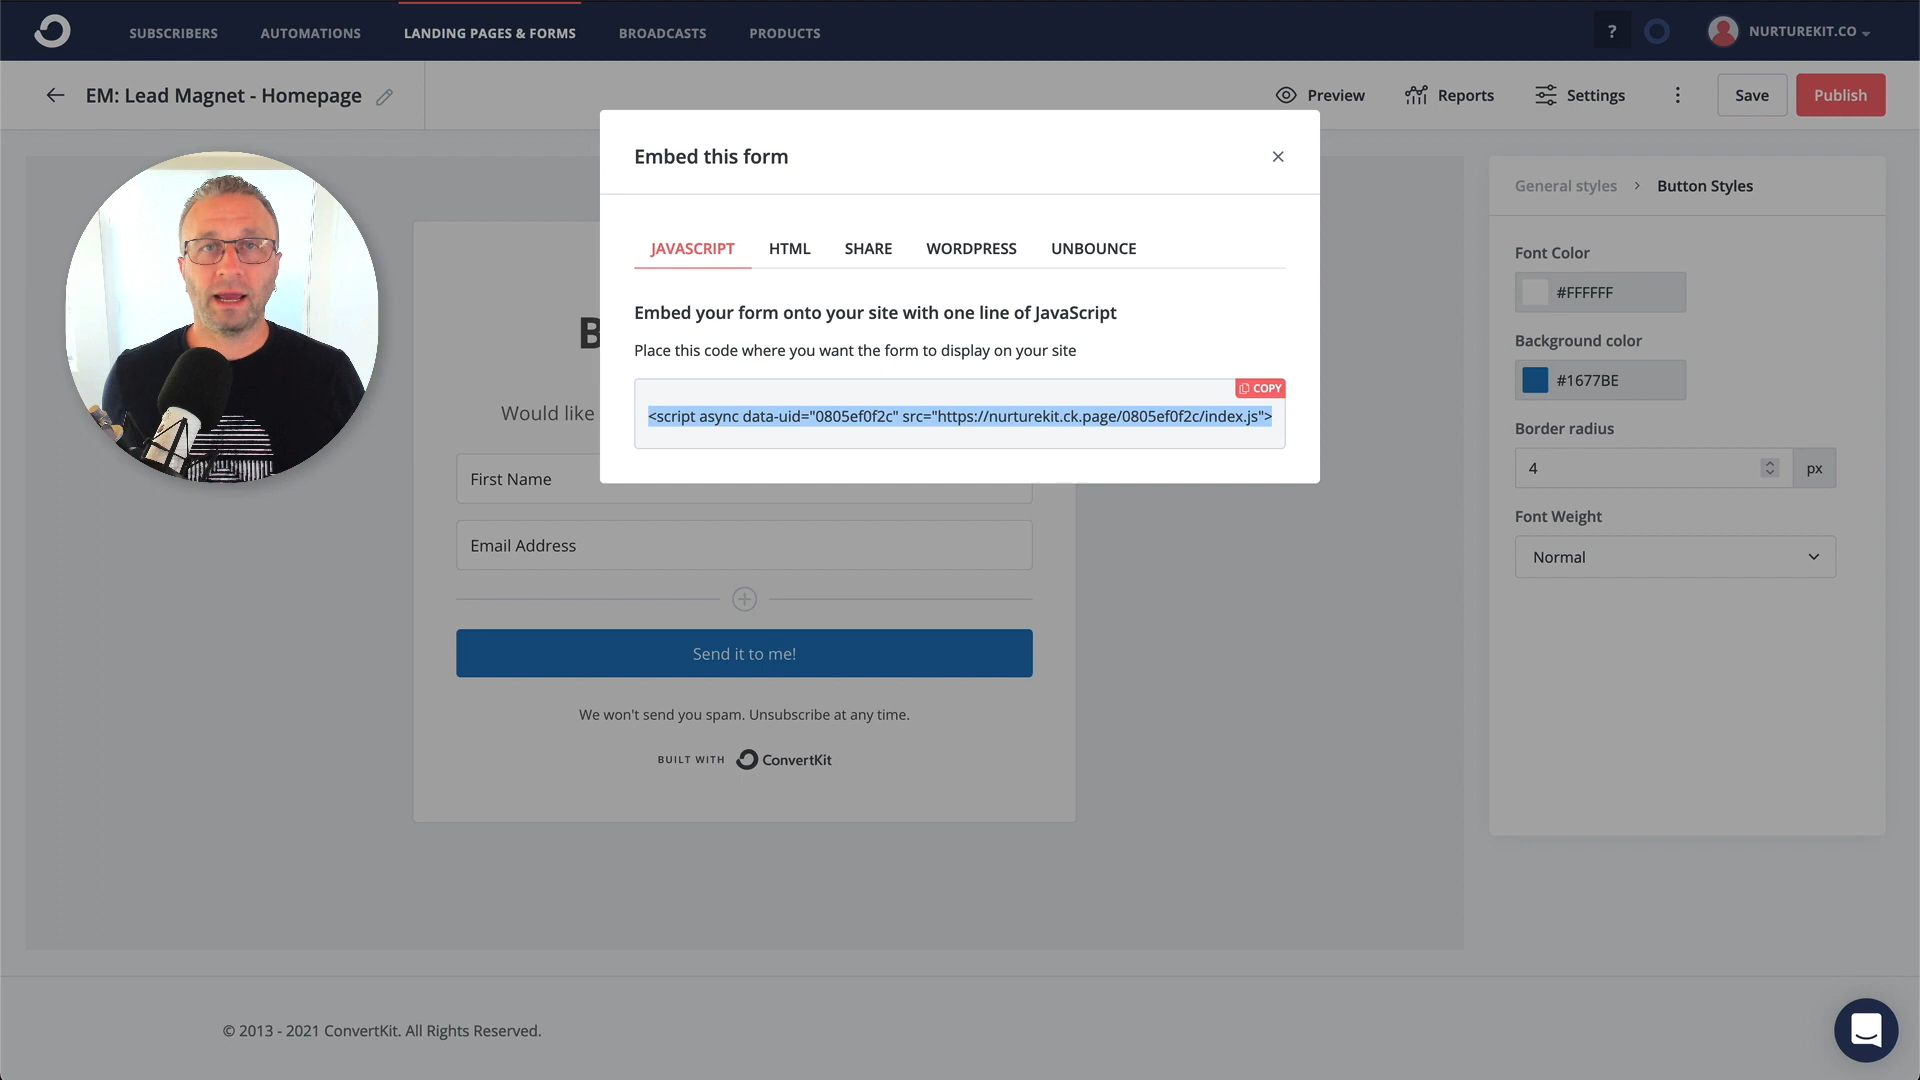 SUBSCRIBERS
AUTOMATIONS
LANDING PAGES & FORMS
BROADCASTS
PRODUCTS
?
NURTUREKIT.CO
EM: Lead Magnet - Homepage
Preview
Reports
Settings
Save
Publish
Embed this form
JAVASCRIPT
HTML
SHARE
WORDPRESS
UNBOUNCE
Embed your form onto your site with one line of JavaScript
Place this code where you want the form to display on your site
COPY
<script async data-uid="0805ef0f2c" src="https://nurturekit.ck.page/0805ef0f2c/index.js">
B
Would like
First Name
Email Address
Send it to me!
We won't send you spam. Unsubscribe at any time.
BUILT WITH ConvertKit
General styles > Button Styles
Font Color
#FFFFFF
Background color
#1677BE
Border radius
4
px
Font Weight
Normal
© 2013 - 2021 ConvertKit. All Rights Reserved.